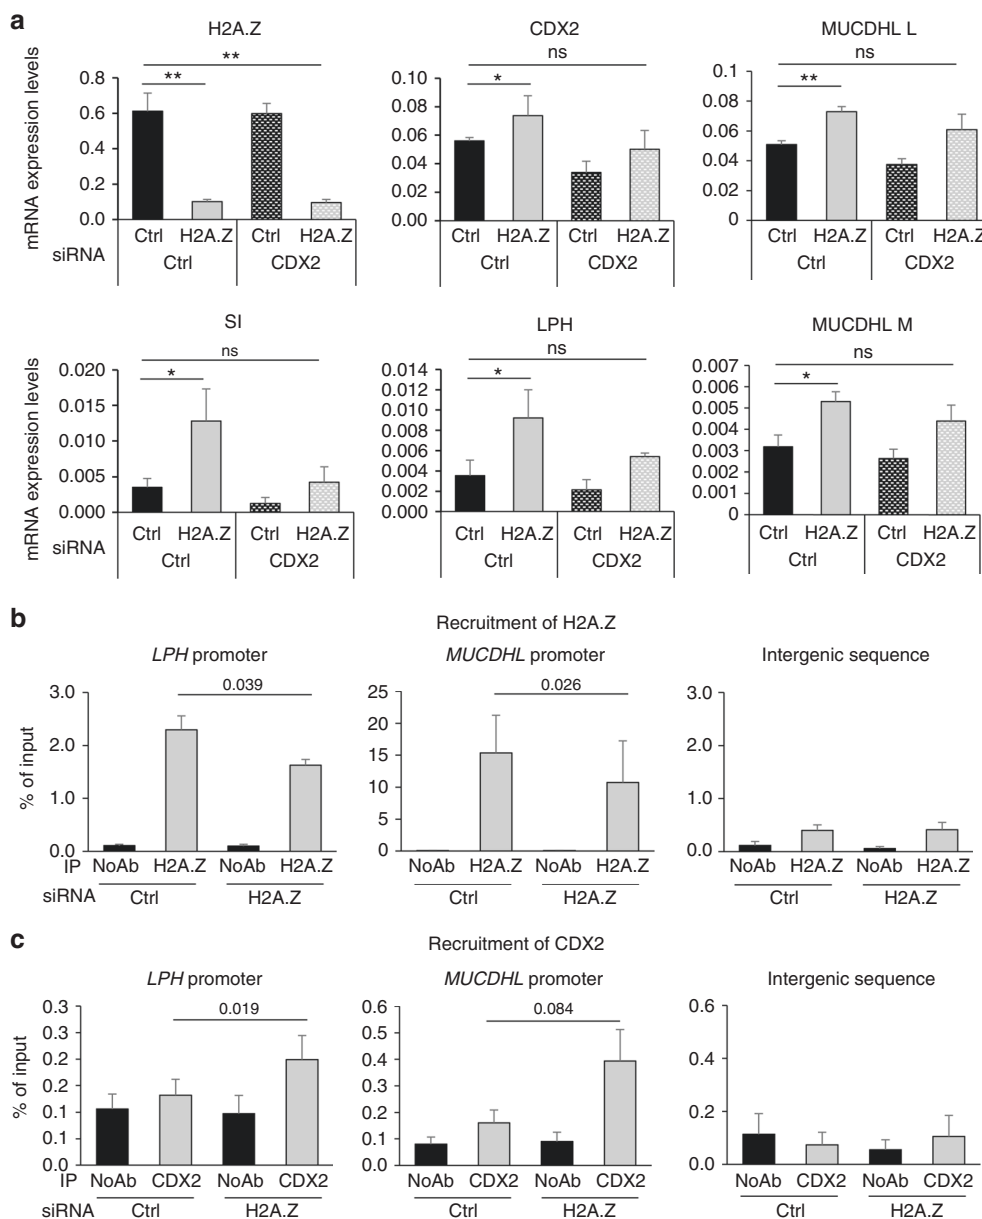 a
H2A.Z
CDX2
MUCDHL L
mRNA expression levels
**
**
0.8
0.6
0.4
0.2
0.0
ns
*
0.10
0.08
0.06
0.04
0.02
0.00
ns
**
0.1
0.08
0.06
0.04
0.02
0
Ctrl H2A.Z Ctrl H2A.Z
Ctrl H2A.Z Ctrl H2A.Z
Ctrl H2A.Z Ctrl H2A.Z
siRNA
Ctrl CDX2
Ctrl CDX2
Ctrl CDX2
SI
LPH
MUCDHL M
mRNA expression levels
ns
*
0.020
0.015
0.010
0.005
0.000
ns
*
0.014
0.012
0.010
0.008
0.006
0.004
0.002
0.000
ns
*
0.007
0.006
0.005
0.004
0.003
0.002
0.001
0
Ctrl H2A.Z Ctrl H2A.Z
Ctrl H2A.Z Ctrl H2A.Z
Ctrl H2A.Z Ctrl H2A.Z
siRNA
Ctrl CDX2
Ctrl CDX2
Ctrl CDX2
b
Recruitment of H2A.Z
LPH promoter
MUCDHL promoter
Intergenic sequence
% of input
0.039
3.0
2.0
1.0
0.0
0.026
25
20
15
10
5
0
3.0
2.0
1.0
0.0
IP
NoAb H2A.Z NoAb H2A.Z
NoAb H2A.Z NoAb H2A.Z
NoAb H2A.Z NoAb H2A.Z
siRNA
Ctrl H2A.Z
Ctrl H2A.Z
Ctrl H2A.Z
c
Recruitment of CDX2
LPH promoter
MUCDHL promoter
Intergenic sequence
% of input
0.019
0.3
0.3
0.2
0.2
0.1
0.1
0.0
0.084
0.6
0.5
0.4
0.3
0.2
0.1
0.0
0.6
0.4
0.2
0.0
IP
NoAb CDX2 NoAb CDX2
NoAb CDX2 NoAb CDX2
NoAb CDX2 NoAb CDX2
siRNA
Ctrl H2A.Z
Ctrl H2A.Z
Ctrl H2A.Z